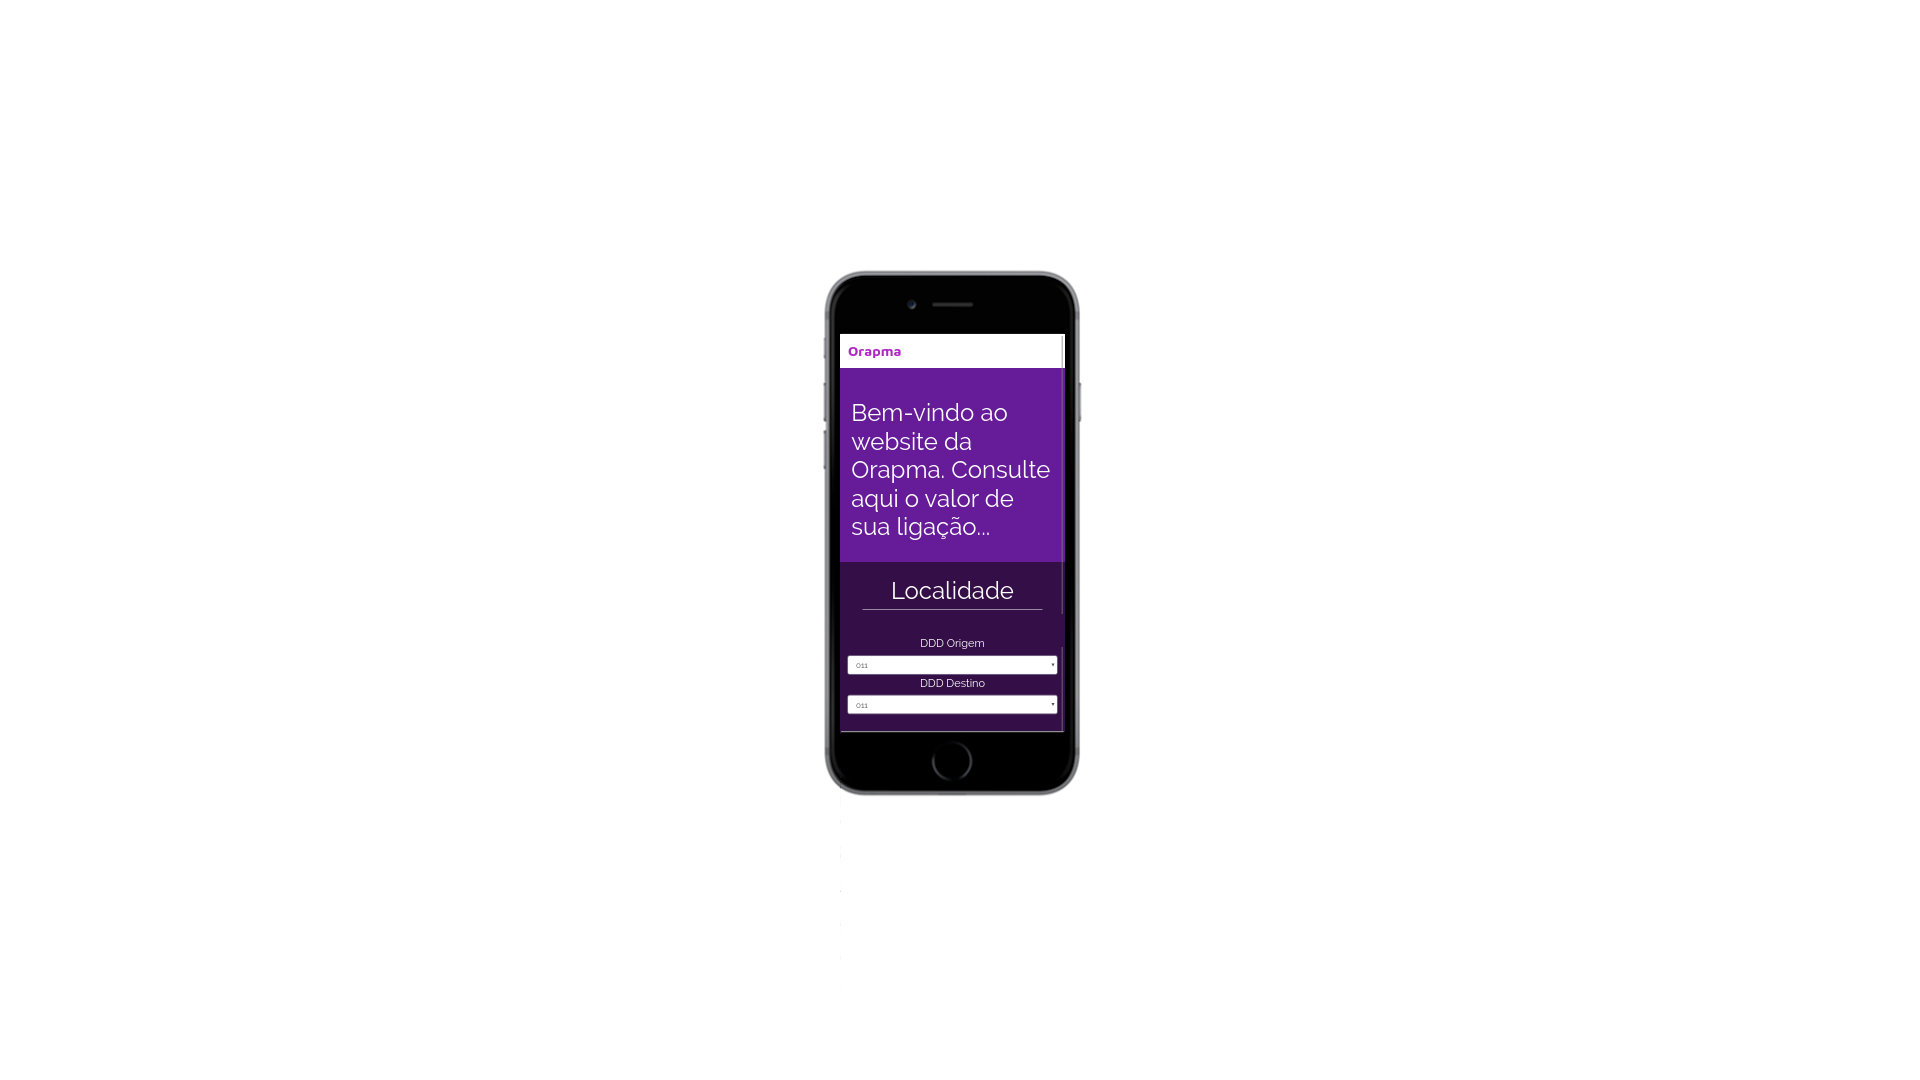 Orapma
Bem-vindo ao
website da
Orapma. Consulte
aqui o valor de
sua ligação...
Localidade
DDD Origem
011
DDD Destino
011